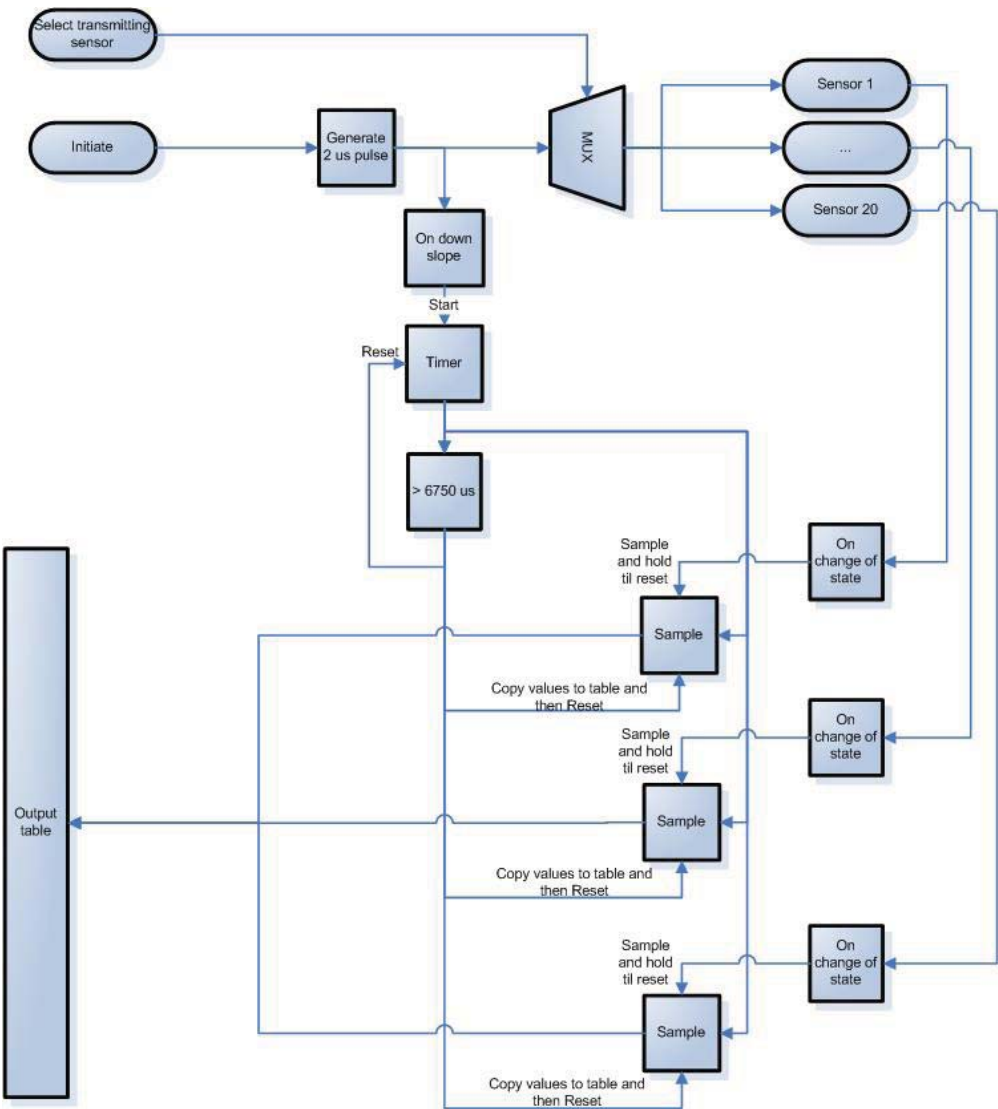 Select transmitting
sensor
Sensor 1
Initiate
Generate
2 us pulse
MUX
...
Sensor 20
On down
slope
Start
Reset
Timer
> 6750 us
Sample
and hold
til reset
On
change of
state
Sample
Copy values to table and
then Reset
Sample
and hold
til reset
On
change of
state
Output
table
Sample
Copy values to table and
then Reset
Sample
and hold
til reset
On
change of
state
Sample
Copy values to table and
then Reset